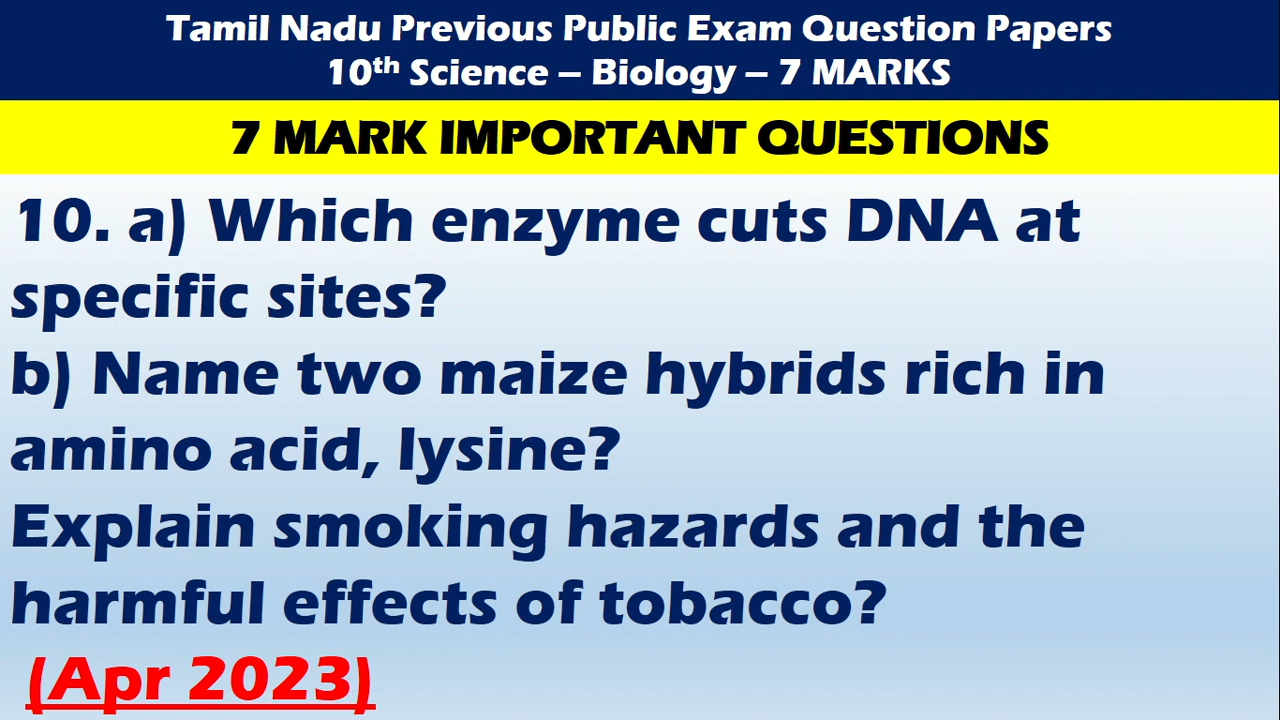 Tamil Nadu Previous Public Exam Question Papers
10th Science – Biology – 7 MARKS
7 MARK IMPORTANT QUESTIONS
10. a) Which enzyme cuts DNA at
specific sites?
b) Name two maize hybrids rich in
amino acid, lysine?
Explain smoking hazards and the
harmful effects of tobacco?
(Apr 2023)